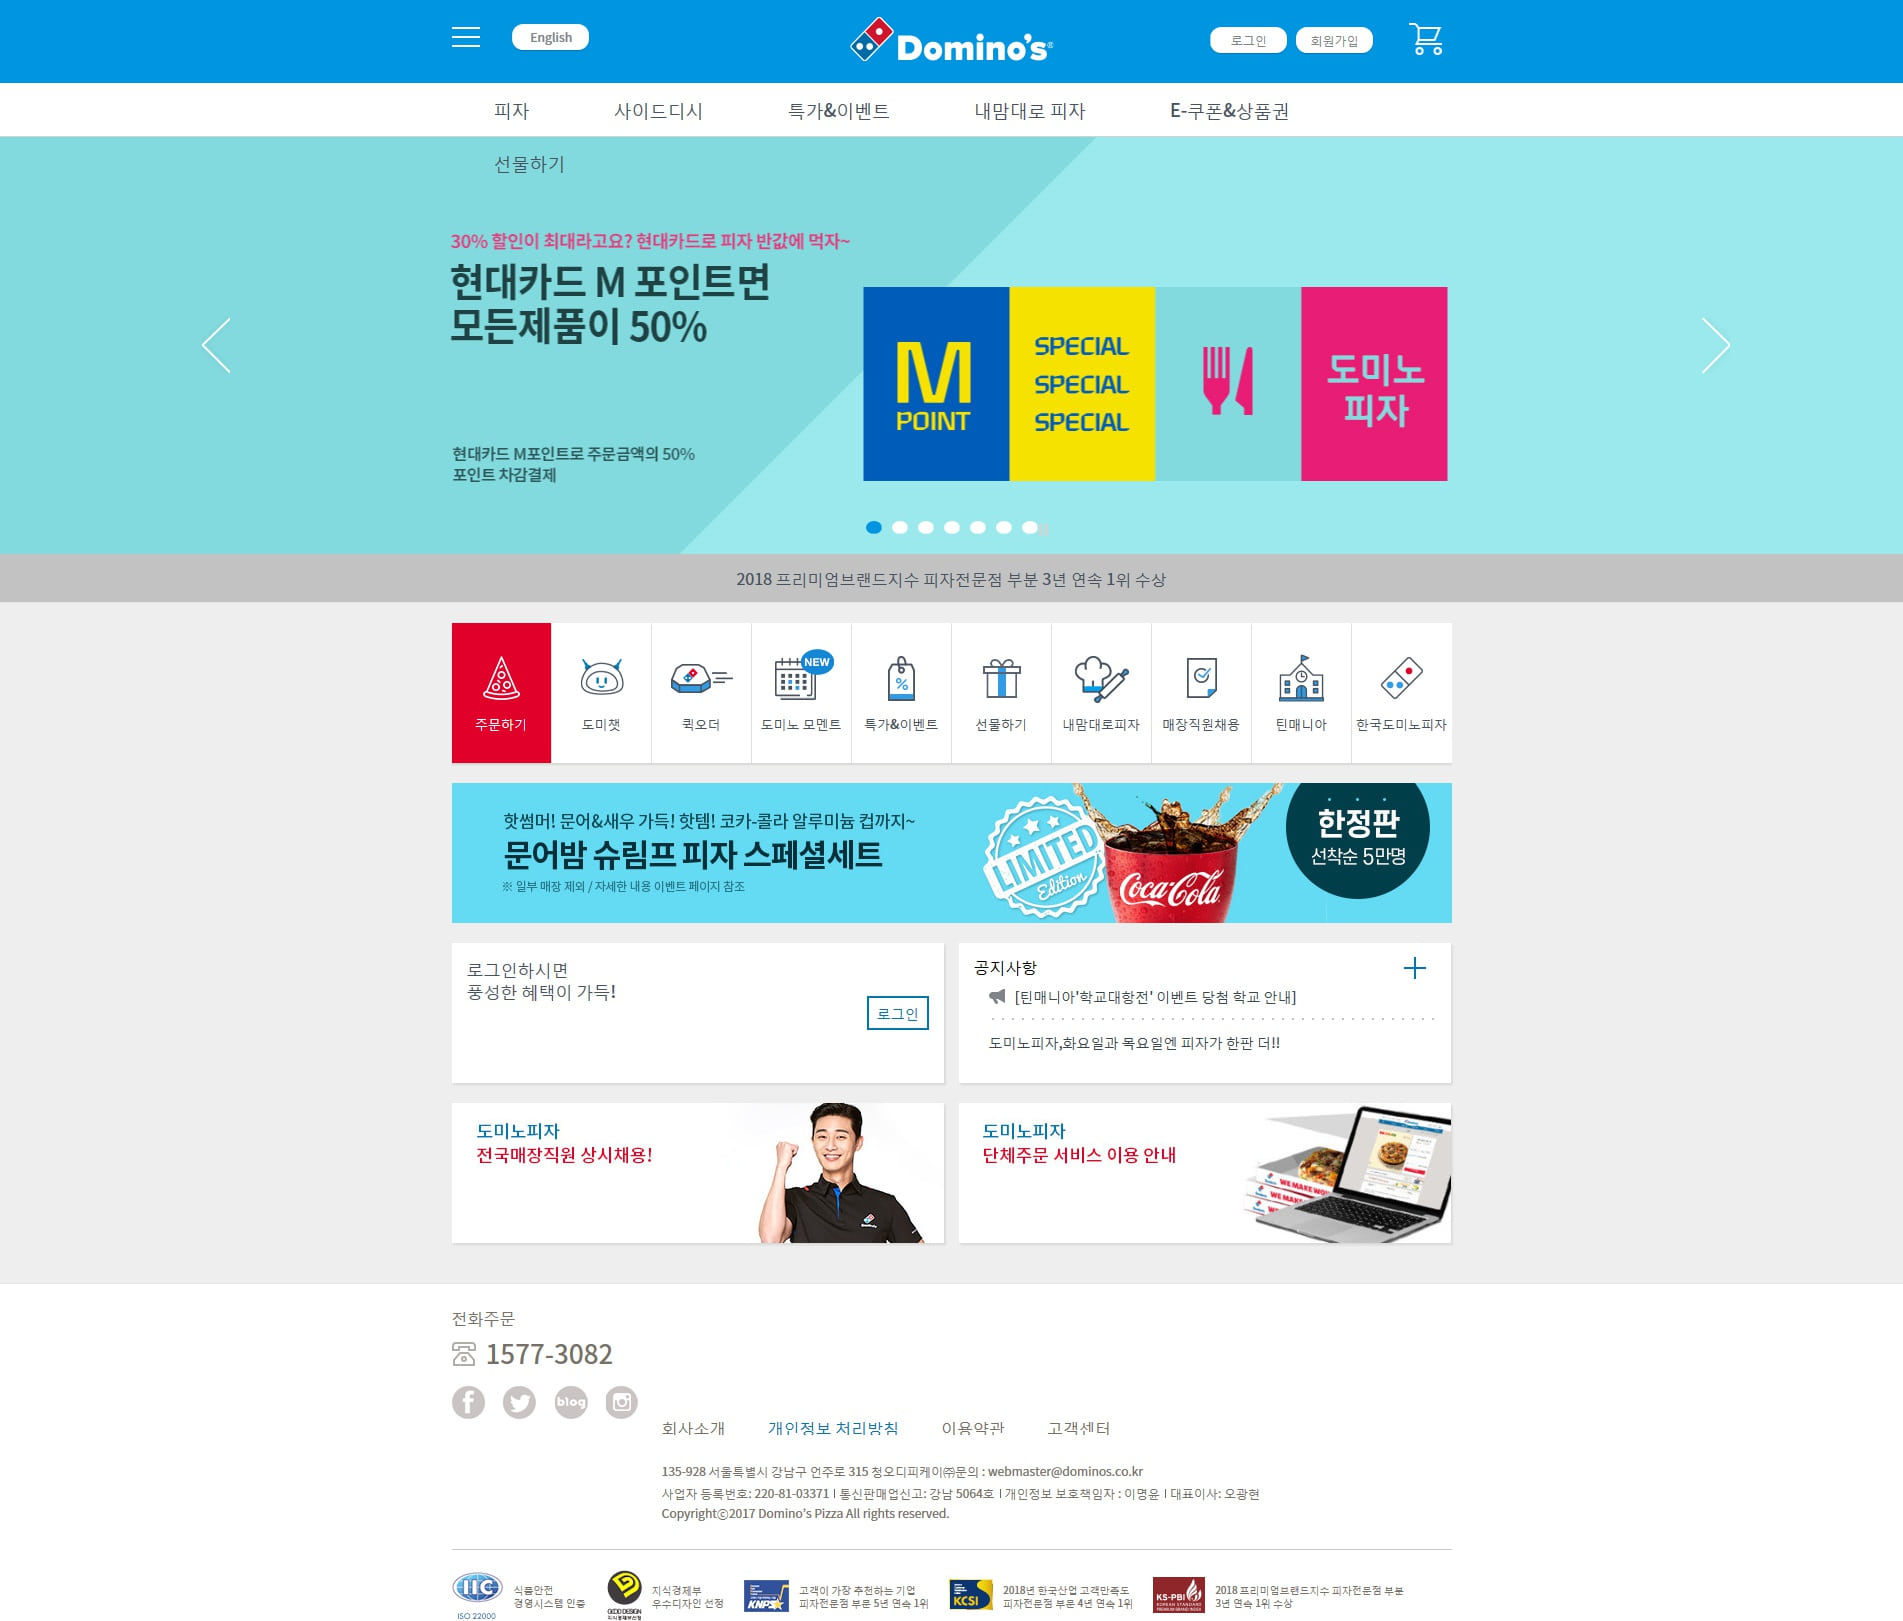 English
Domino's
로그인
회원가입
피자
사이드디시
특가&이벤트
내맘대로 피자
E-쿠폰&상품권
선물하기
30% 할인이 최대라고요? 현대카드로 피자 반값에 먹자~
현대카드 M 포인트면
모든제품이 50%
현대카드 M포인트로 주문금액의 50%
포인트 차감결제
M
POINT
SPECIAL
SPECIAL
SPECIAL
도미노
피자
2018 프리미엄브랜드지수 피자전문점 부분 3년 연속 1위 수상
NEW
주문하기
도미챗
퀵오더
도미노 모멘트
특가&이벤트
선물하기
내맘대로피자
매장직원채용
틴매니아
한국도미노피자
핫썸머! 문어&새우 가득! 핫템! 코카-콜라 알루미늄 컵까지~
문어밤 슈림프 피자 스페셜세트
※ 일부 매장 제외 / 자세한 내용 이벤트 페이지 참조
LIMITED
Edition
Coca-Cola
한정판
선착순 5만명
로그인하시면
풍성한 혜택이 가득!
로그인
공지사항
[틴매니아'학교대항전' 이벤트 당첨 학교 안내]
도미노피자,화요일과 목요일엔 피자가 한판 더!!
도미노피자
전국매장직원 상시채용!
도미노피자
단체주문 서비스 이용 안내
전화주문
1577-3082
blog
회사소개
개인정보 처리방침
이용약관
고객센터
135-928 서울특별시 강남구 언주로 315 청오디피케이㈜문의 : webmaster@dominos.co.kr
사업자 등록번호: 220-81-03371 l 통신판매업신고: 강남 5064호 l 개인정보 보호책임자 : 이명윤 l 대표이사: 오광현
Copyrightⓒ2017 Domino's Pizza All rights reserved.
IIC
ISO 22000
식품안전
경영시스템 인증
GOOD DESIGN
지식경제부
우수디자인 선정
KNPS
고객이 가장 추천하는 기업
피자전문점 부문 5년 연속 1위
KCSI
2018년 한국산업 고객만족도
피자전문점 부문 4년 연속 1위
KS-PBI
2018 프리미엄브랜드지수 피자전문점 부분
3년 연속 1위 수상